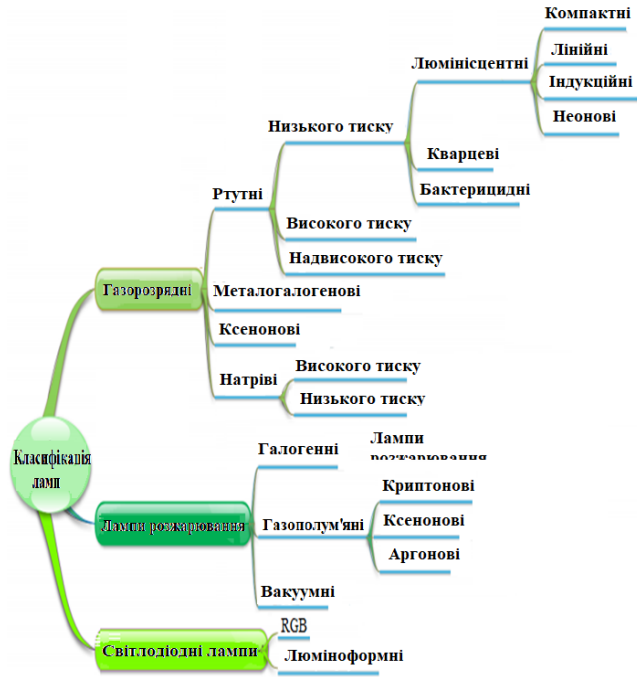 Компактні
Лінійні
Люмінісцентні
Індукційні
Неонові
Низького тиску
Кварцеві
Бактерицидні
Ртутні
Високого тиску
Надвисокого тиску
Газорозрядні
Металогалогенові
Ксенонові
Високого тиску
Натріві
Низького тиску
Класифікація
ламп
Галогенні
Лампи
розжарювання
Криптонові
Лампи розжарювання
Газополум'яні
Ксенонові
Аргонові
Вакуумні
RGB
Світлодіодні лампи
Люміноформні